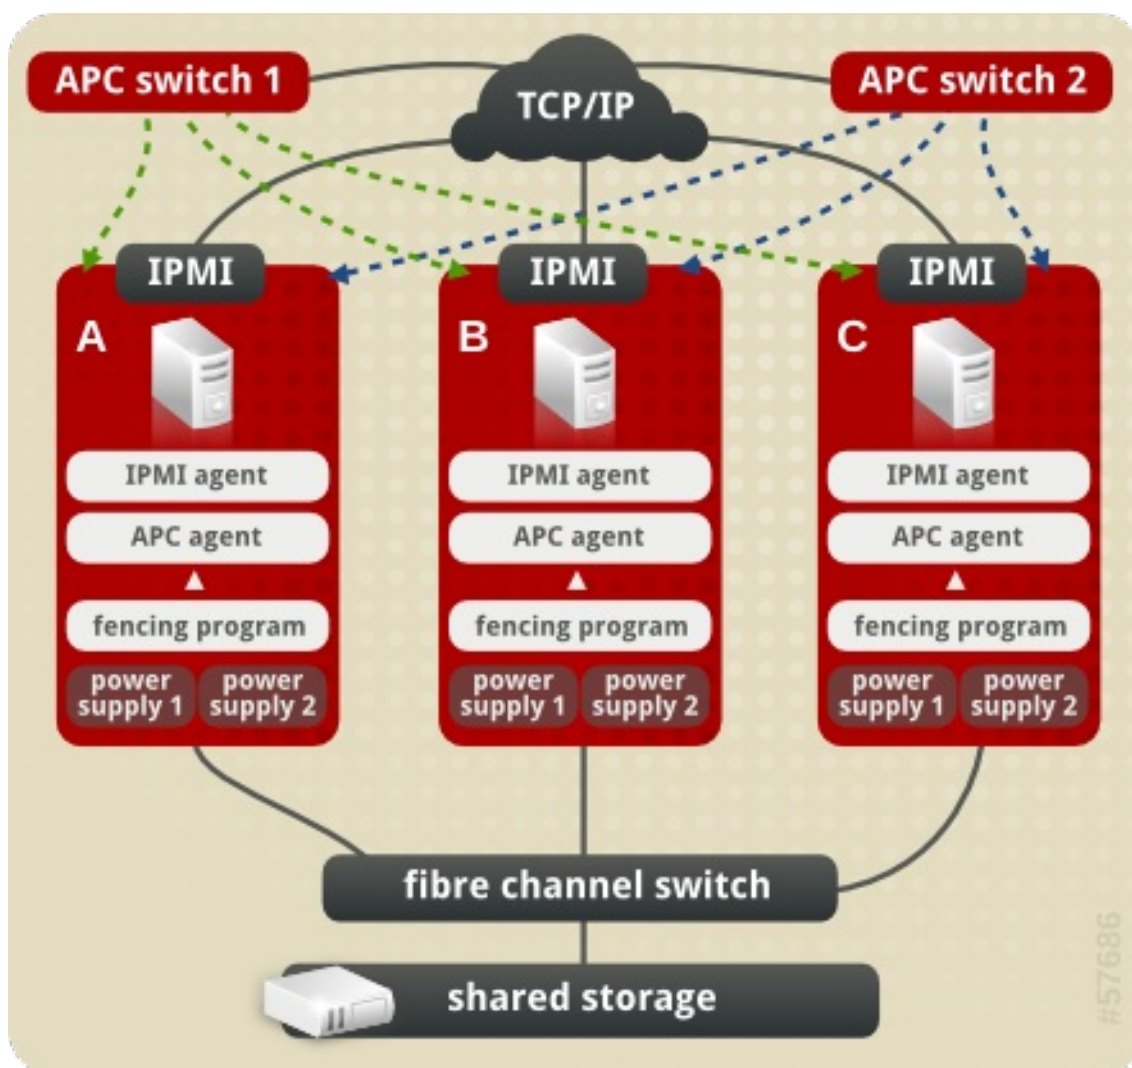 APC switch 1
TCP/IP
APC switch 2
IPMI
IPMI
IPMI
A
B
C
IPMI agent
IPMI agent
IPMI agent
APC agent
APC agent
APC agent
fencing program
fencing program
fencing program
power
supply 1
power
supply 2
power
supply 1
power
supply 2
power
supply 1
power
supply 2
fibre channel switch
shared storage
#57686